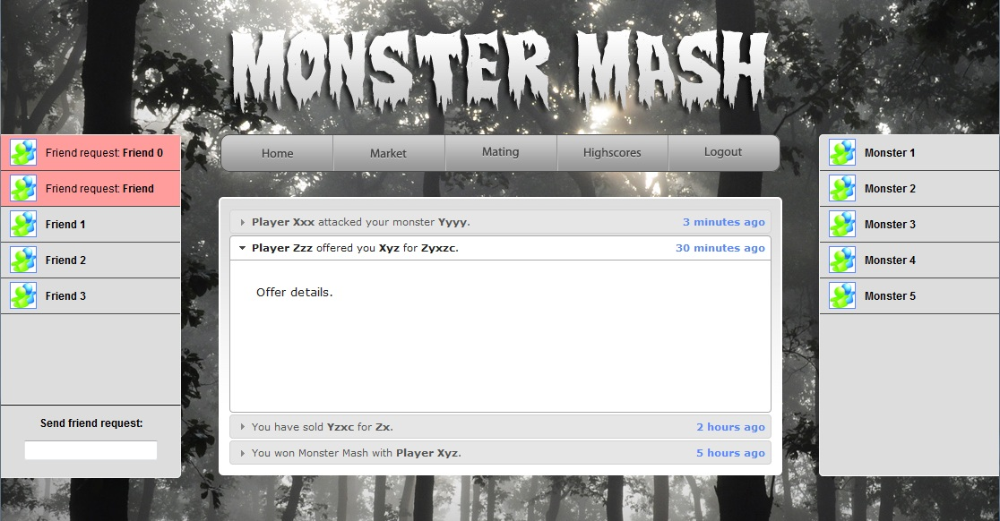 MONSTER MASH
Home
Market
Mating
Highscores
Logout
Friend request: Friend 0
Friend request: Friend
Friend 1
Friend 2
Friend 3
Send friend request:
Player Xxx attacked your monster Yyyy.
3 minutes ago
Player Zzz offered you Xyz for Zyxzc.
30 minutes ago
Offer details.
You have sold Yzxc for Zx.
2 hours ago
You won Monster Mash with Player Xyz.
5 hours ago
Monster 1
Monster 2
Monster 3
Monster 4
Monster 5